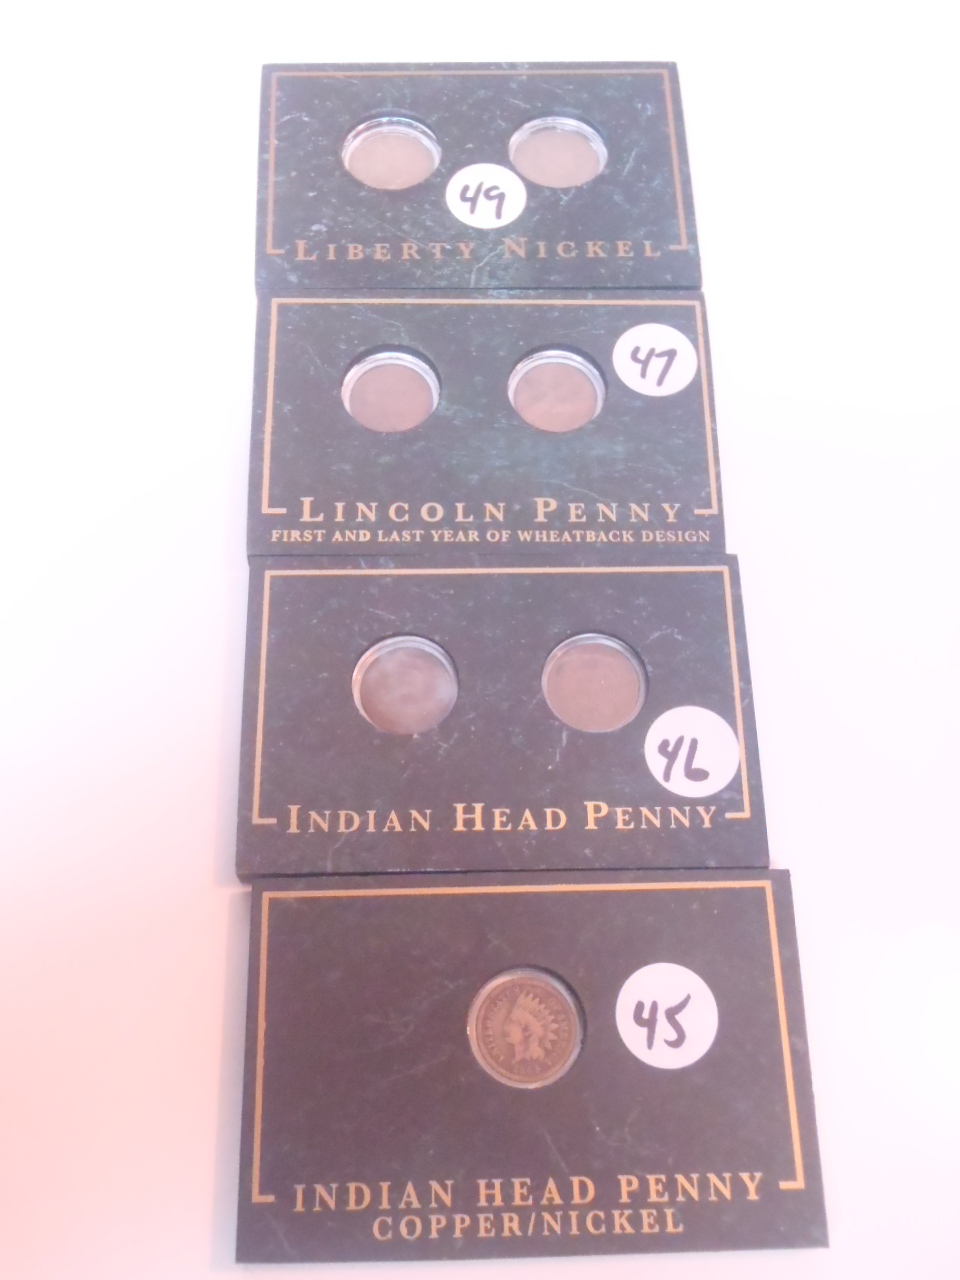 49
LIBERTY NICKEL
47
LINCOLN PENNY
FIRST AND LAST YEAR OF WHEATBACK DESIGN
46
INDIAN HEAD PENNY
45
INDIAN HEAD PENNY
COPPER/NICKEL